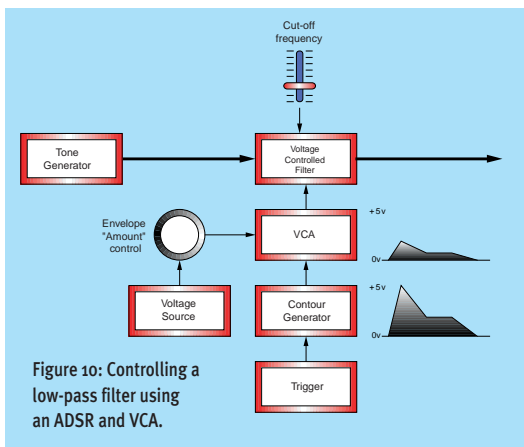 Cut-off
frequency
Tone
Generator
Voltage
Controlled
Filter
Envelope
"Amount"
control
VCA
+5v
0v
Voltage
Source
Contour
Generator
+5v
0v
Trigger
Figure 10: Controlling a
low-pass filter using
an ADSR and VCA.